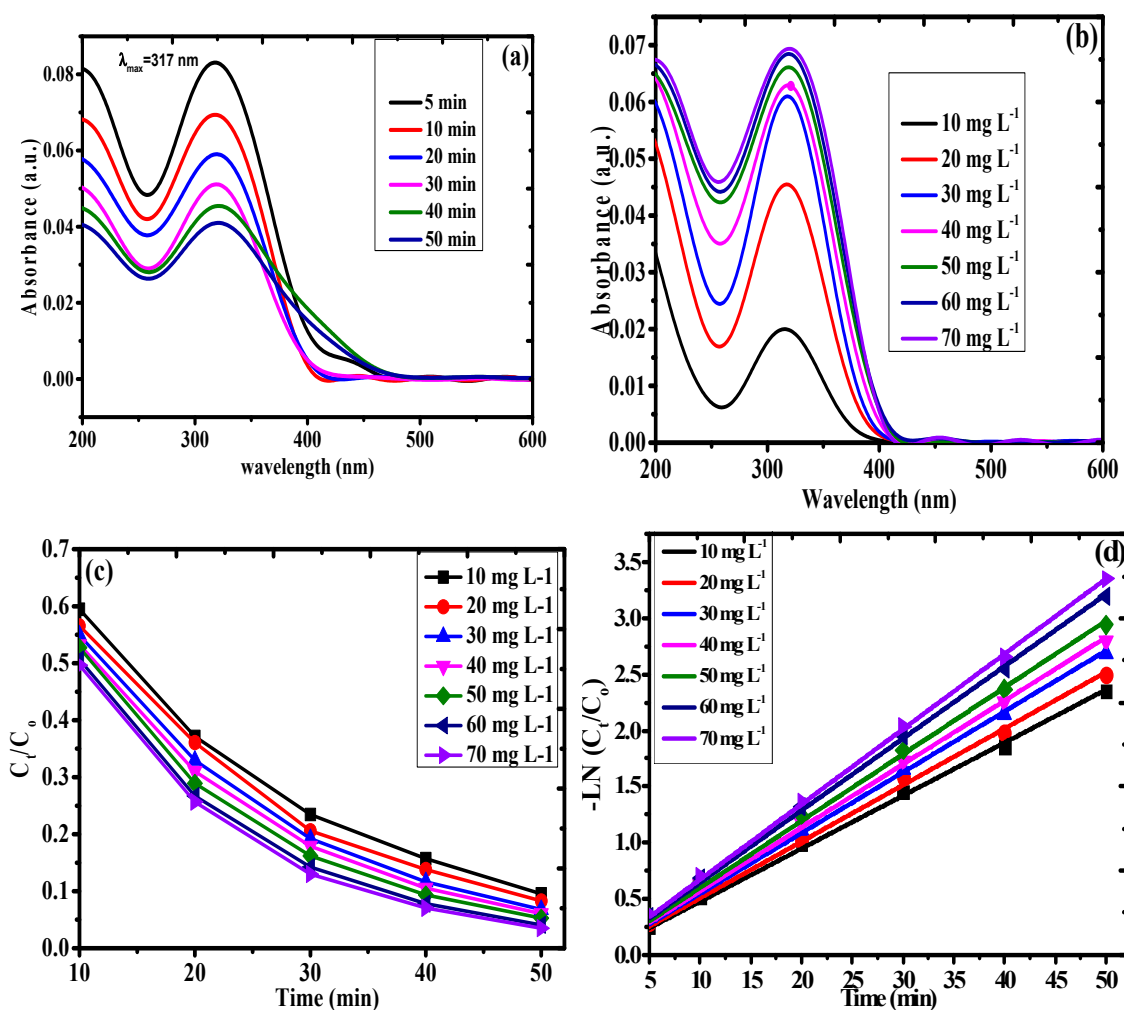 (a)
λmax=317 nm
5 min
10 min
20 min
30 min
40 min
50 min
0.08
0.06
0.04
0.02
0.00
Absorbance (a.u.)
200 250 300 350 400 450 500 550 600
wavelength (nm)
(b)
10 mg L-1
20 mg L-1
30 mg L-1
40 mg L-1
50 mg L-1
60 mg L-1
70 mg L-1
0.07
0.06
0.05
0.04
0.03
0.02
0.01
0.00
Absorbance (a.u.)
200 300 400 500 600
Wavelength (nm)
(c)
10 mg L-1
20 mg L-1
30 mg L-1
40 mg L-1
50 mg L-1
60 mg L-1
70 mg L-1
0.7
0.6
0.5
0.4
0.3
0.2
0.1
0.0
Ct/Co
10 20 30 40 50
Time (min)
(d)
10 mg L-1
20 mg L-1
30 mg L-1
40 mg L-1
50 mg L-1
60 mg L-1
70 mg L-1
3.5
3.0
2.5
2.0
1.5
1.0
0.5
0.0
-LN (Ct/Co)
5 10 15 20 25 30 35 40 45 50
Time (min)